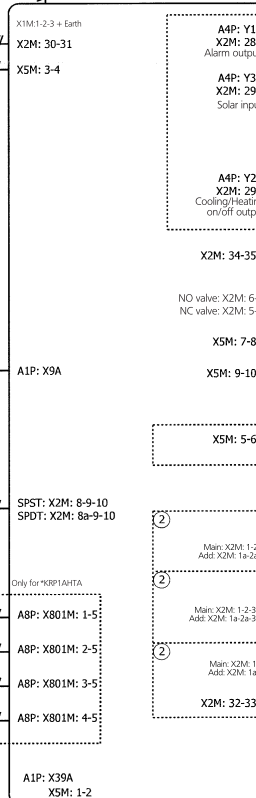 X1M:1-2-3 + Earth
X2M: 30-31
X5M: 3-4
A1P: X9A
SPST: X2M: 8-9-10
SPDT: X2M: 8a-9-10
Only for *KRP1AHTA
A8P: X801M: 1-5
A8P: X801M: 2-5
A8P: X801M: 3-5
A8P: X801M: 4-5
A1P: X39A
X5M: 1-2
A4P: Y1
X2M: 28
Alarm outpu
A4P: Y3
X2M: 29
Solar inpu
A4P: Y2
X2M: 29
Cooling/Heatin
on/off outp
X2M: 34-35
NO valve: X2M: 6-
NC valve: X2M: 5-
X5M: 7-8
X5M: 9-10
X5M: 5-6
2
Main: X2M: 1-2
Add: X2M: 1a-2a
2
Main: X2M: 1-2-3
Add: X2M: 1a-2a-3
2
Main: X2M: 1
Add: X2M: 1a
X2M: 32-33